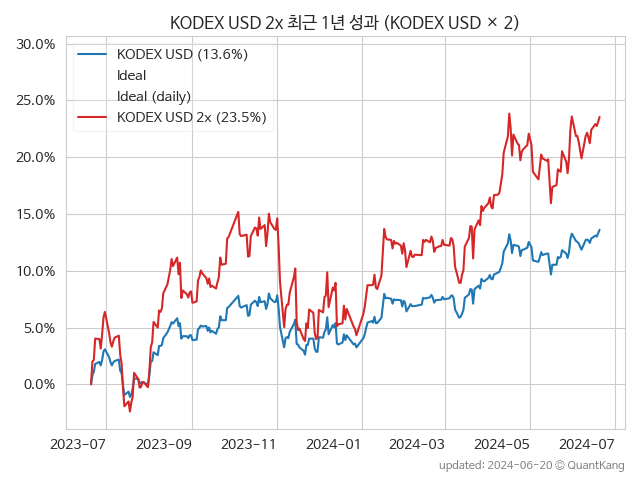 KODEX USD 2x 최근 1년 성과 (KODEX USD × 2)
30.0%
25.0%
20.0%
15.0%
10.0%
5.0%
0.0%
KODEX USD (13.6%)
Ideal
Ideal (daily)
KODEX USD 2x (23.5%)
2023-07 2023-09 2023-11 2024-01 2024-03 2024-05 2024-07
updated: 2024-06-20 © QuantKang